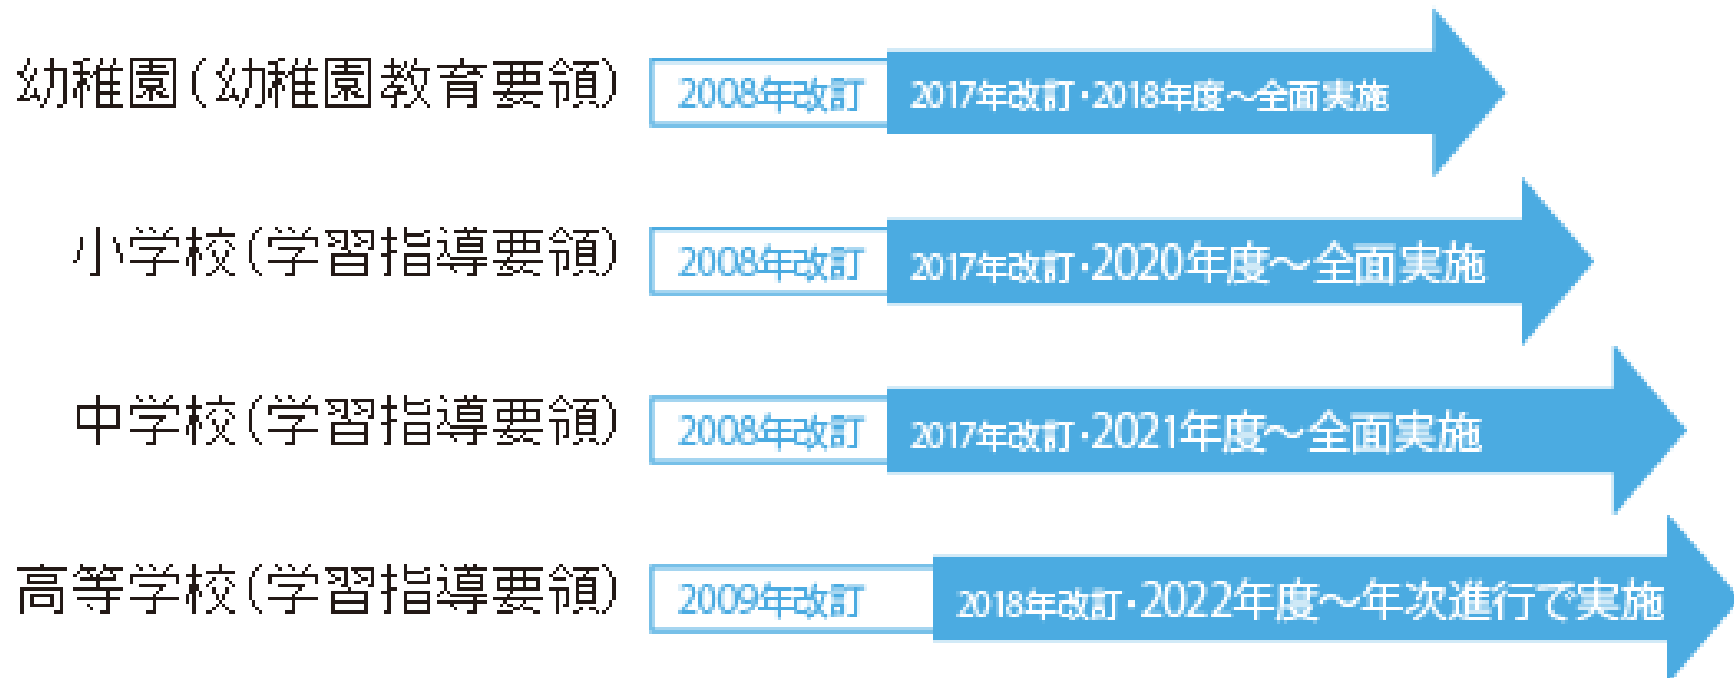 幼稚園(幼稚園教育要領) 2008年改訂 2017年改訂・2018年度～全面実施
小学校(学習指導要領) 2008年改訂 2017年改訂・2020年度～全面実施
中学校(学習指導要領) 2008年改訂 2017年改訂・2021年度～全面実施
高等学校(学習指導要領) 2009年改訂 2018年改訂・2022年度～年次進行で実施